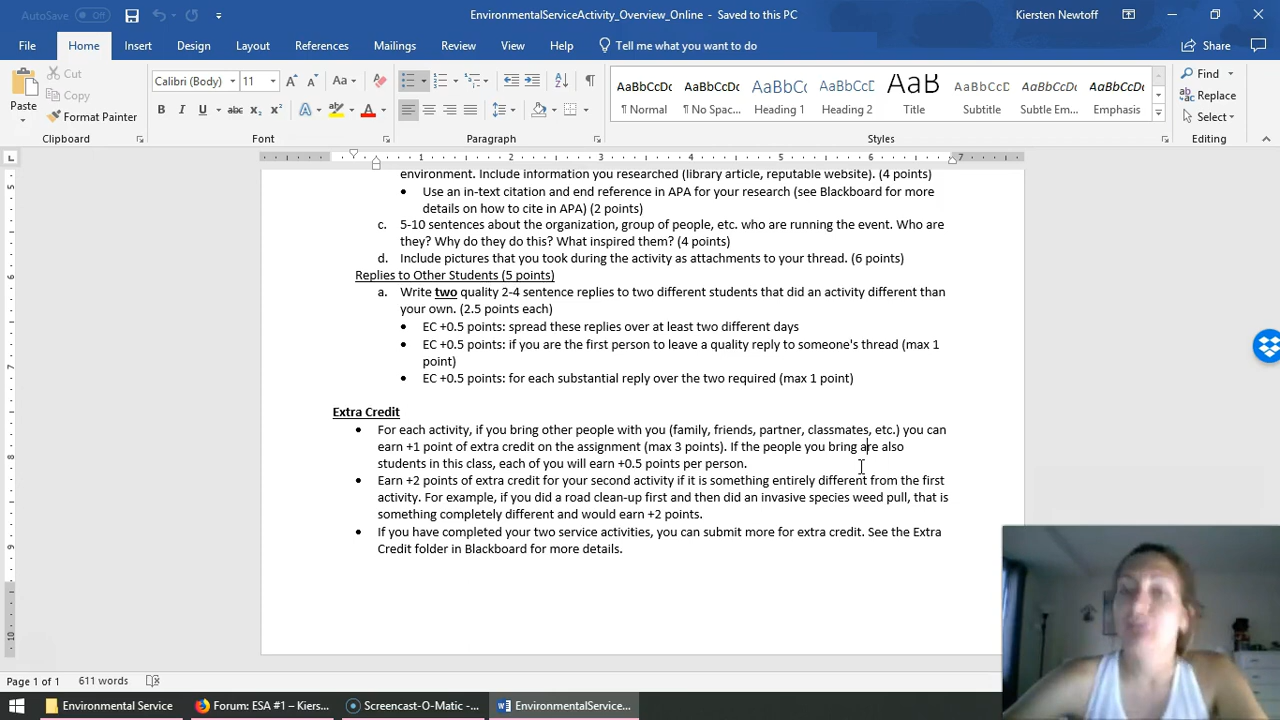 AutoSave Off
EnvironmentalServiceActivity_Overview_Online - Saved to this PC
Kiersten Newtoff
File Home Insert Design Layout References Mailings Review View Help Tell me what you want to do Share
Paste
Cut
Copy
Format Painter
Calibri (Body) 11
AaBbCcDd AaBbCcDd AaBbCc AaBbCcD AaB AaBbCcD AaBbCcDd AaBbCcDd
¶ Normal ¶ No Spac... Heading 1 Heading 2 Title Subtitle Subtle Em... Emphasis
Find
Replace
Select
Clipboard Font Paragraph Styles Editing
1 2 3 4 5 6 7
environment. Include information you researched (library article, reputable website). (4 points)
• Use an in-text citation and end reference in APA for your research (see Blackboard for more
details on how to cite in APA) (2 points)
c. 5-10 sentences about the organization, group of people, etc. who are running the event. Who are
they? Why do they do this? What inspired them? (4 points)
d. Include pictures that you took during the activity as attachments to your thread. (6 points)
Replies to Other Students (5 points)
a. Write two quality 2-4 sentence replies to two different students that did an activity different than
your own. (2.5 points each)
• EC +0.5 points: spread these replies over at least two different days
• EC +0.5 points: if you are the first person to leave a quality reply to someone's thread (max 1
point)
• EC +0.5 points: for each substantial reply over the two required (max 1 point)
Extra Credit
• For each activity, if you bring other people with you (family, friends, partner, classmates, etc.) you can
earn +1 point of extra credit on the assignment (max 3 points). If the people you bring are also
students in this class, each of you will earn +0.5 points per person.
• Earn +2 points of extra credit for your second activity if it is something entirely different from the first
activity. For example, if you did a road clean-up first and then did an invasive species weed pull, that is
something completely different and would earn +2 points.
• If you have completed your two service activities, you can submit more for extra credit. See the Extra
Credit folder in Blackboard for more details.
Page 1 of 1 611 words
Environmental Service Forum: ESA #1 – Kiers... Screencast-O-Matic -... EnvironmentalService...